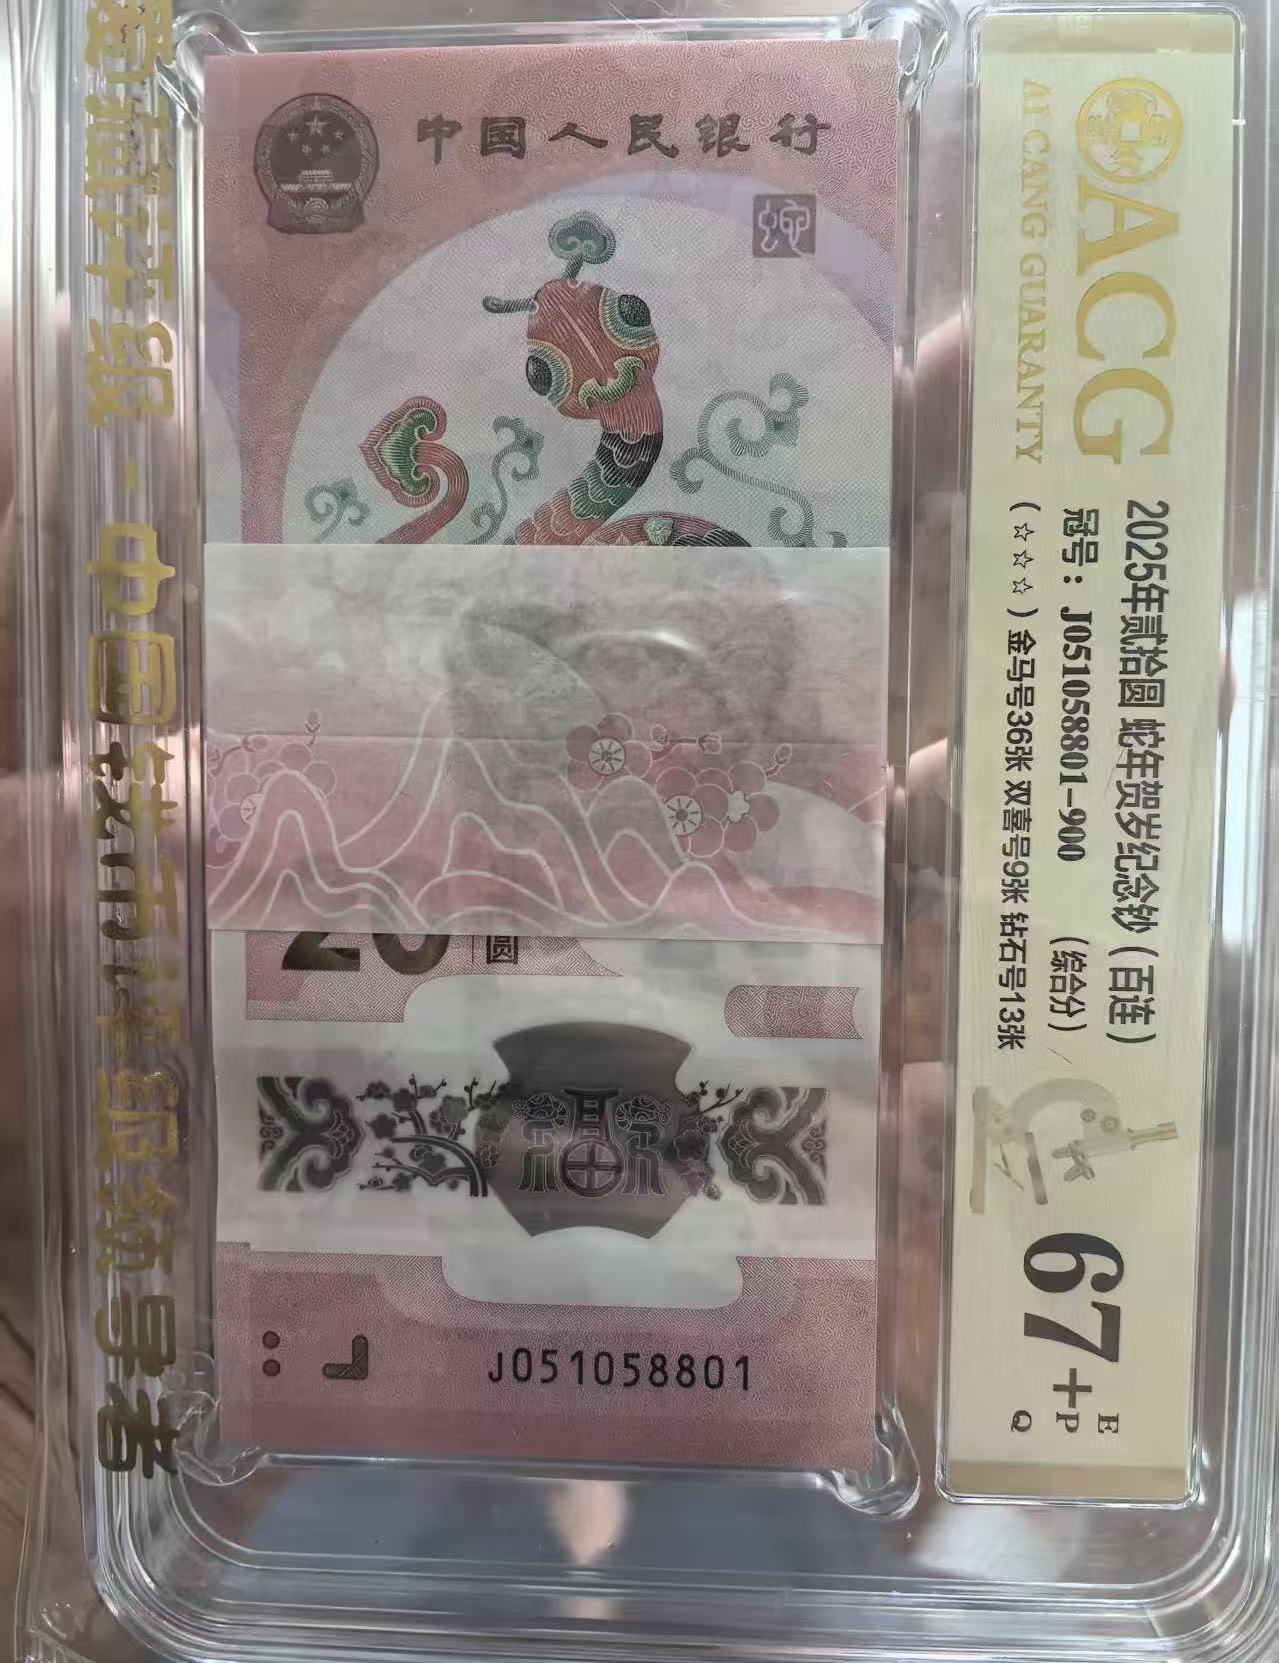 爱藏评级-中国钱币评级领导者
中国人民银行
蛇
20圆
J051058801
ACG
AI CANG GUARANTY
2025年贰拾圆 蛇年贺岁纪念钞（百连）
冠号：J051058801-900 （综合分）
（☆☆☆）金马号36张 双喜号9张 钻石号13张
67+
E
P
Q